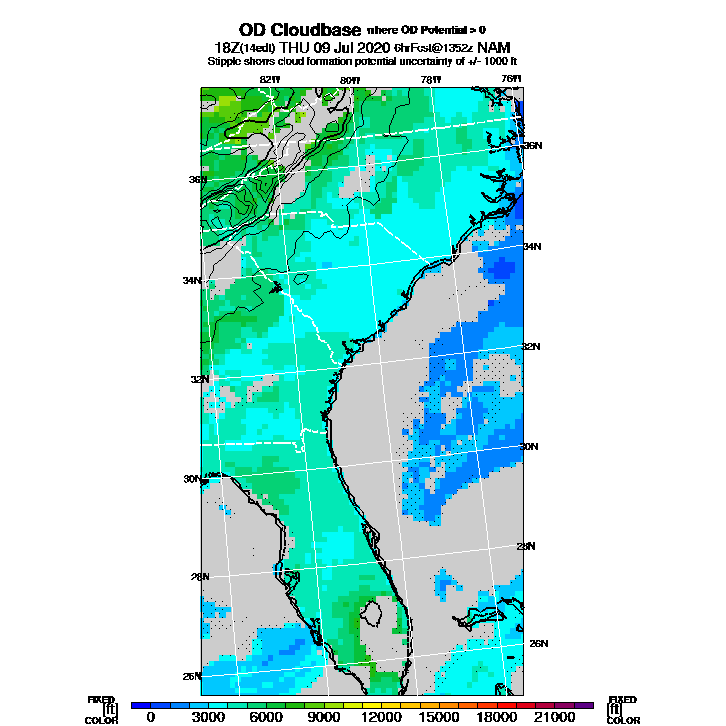 OD Cloudbase where OD Potential > 0
18Z(14edt) THU 09 Jul 2020 6hrFcst@1352z NAM
Stipple shows cloud formation potential uncertainty of +/- 1000 ft
82W 80W 78W 76W
36N
36N
34N
34N
32N
32N
30N
30N
28N
28N
26N
26N
FIXED FIXED
[ft] 0 3000 6000 9000 12000 15000 18000 21000 [ft]
COLOR COLOR